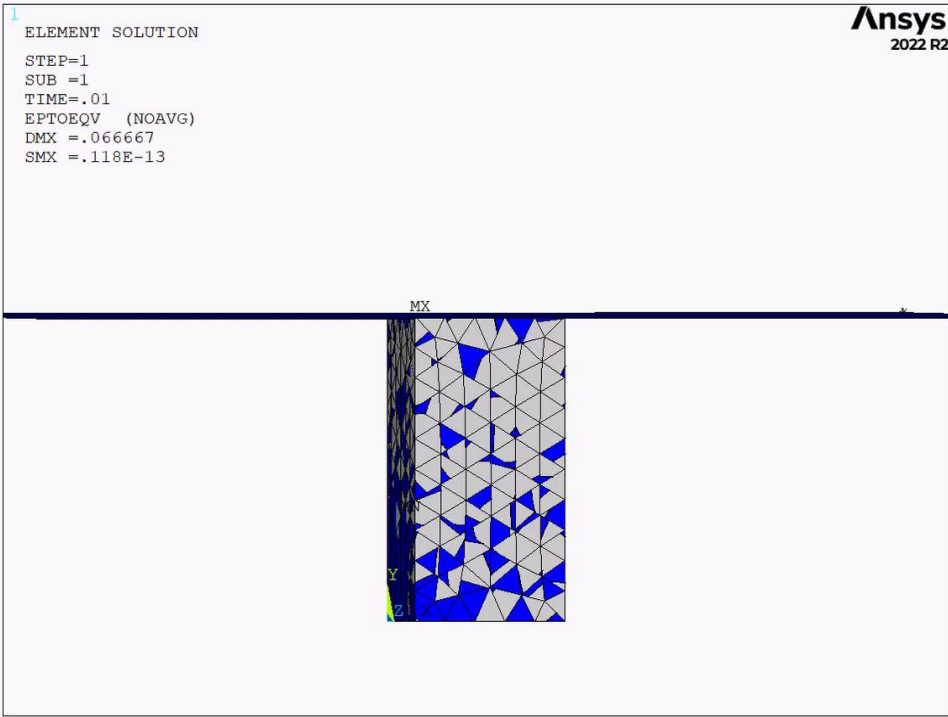 1
ELEMENT SOLUTION
Ansys
2022 R2
STEP=1
SUB =1
TIME=.01
EPTOEQV (NOAVG)
DMX =.066667
SMX =.118E-13
MX
Y
Z
X